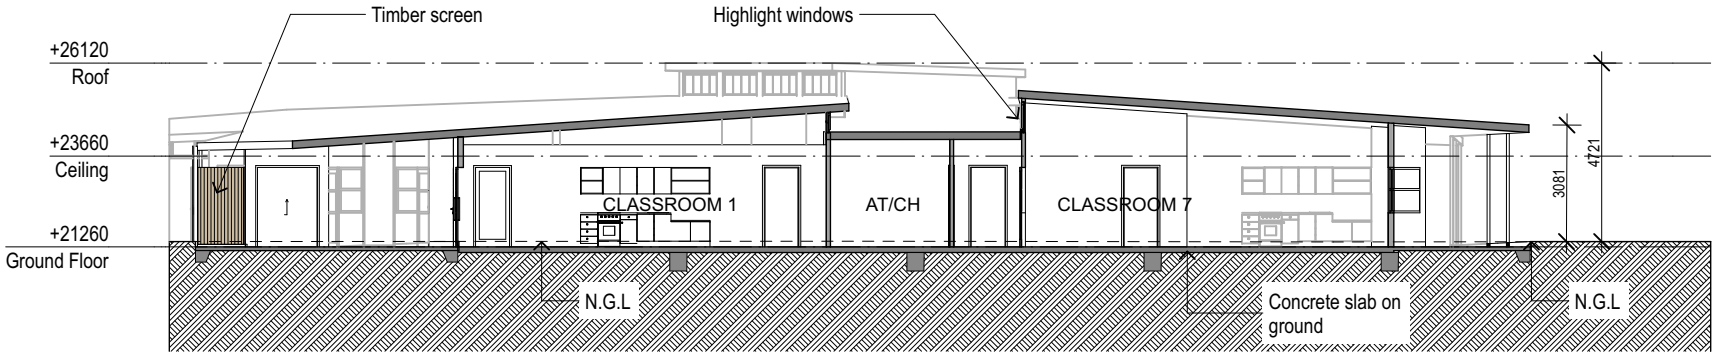 Timber screen
Highlight windows
+26120
Roof
+23660
Ceiling
4721
3081
CLASSROOM 1
AT/CH
CLASSROOM 7
+21260
Ground Floor
N.G.L
Concrete slab on
ground
N.G.L